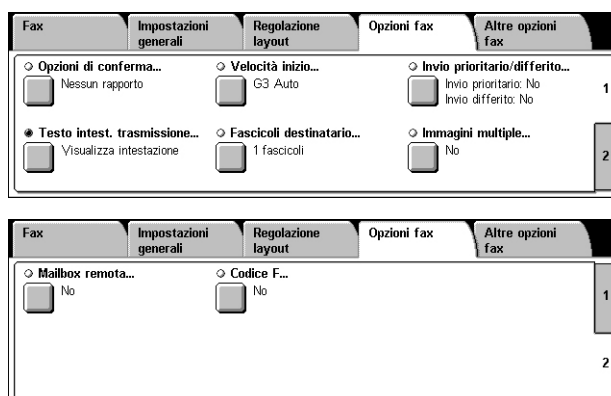 Fax
Impostazioni generali
Regolazione layout
Opzioni fax
Altre opzioni fax
Opzioni di conferma...
Nessun rapporto
Velocità inizio...
G3 Auto
Invio prioritario/differito...
Invio prioritario: No
Invio differito: No
1
Testo intest. trasmissione...
Visualizza intestazione
Fascicoli destinatario...
1 fascicoli
Immagini multiple...
No
2
Fax
Impostazioni generali
Regolazione layout
Opzioni fax
Altre opzioni fax
Mailbox remota...
No
Codice F...
No
1
2